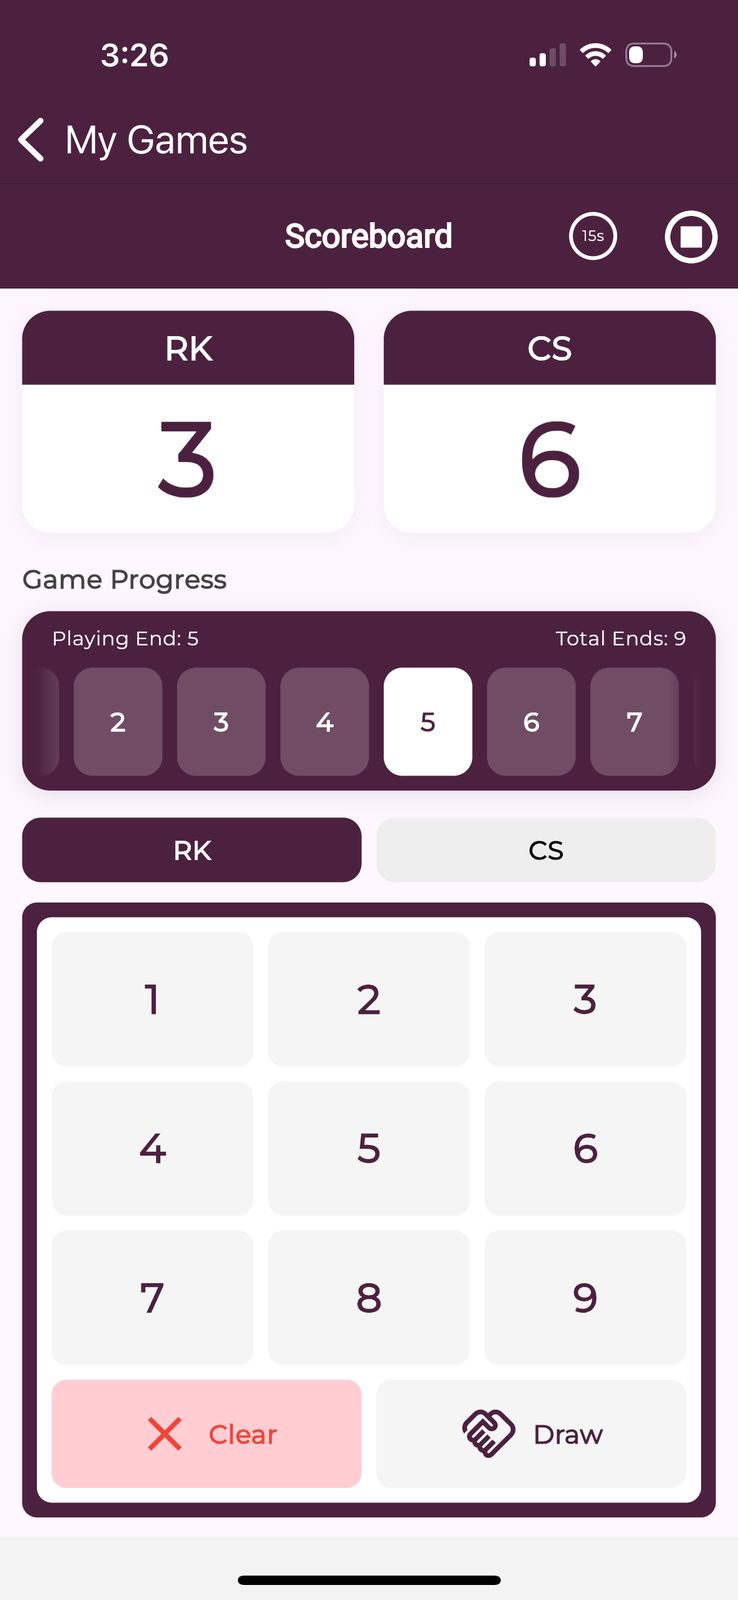 3:26
My Games
Scoreboard
15s
RK
CS
3
6
Game Progress
Playing End: 5
Total Ends: 9
2 3 4 5 6 7
RK
CS
1 2 3
4 5 6
7 8 9
Clear
Draw